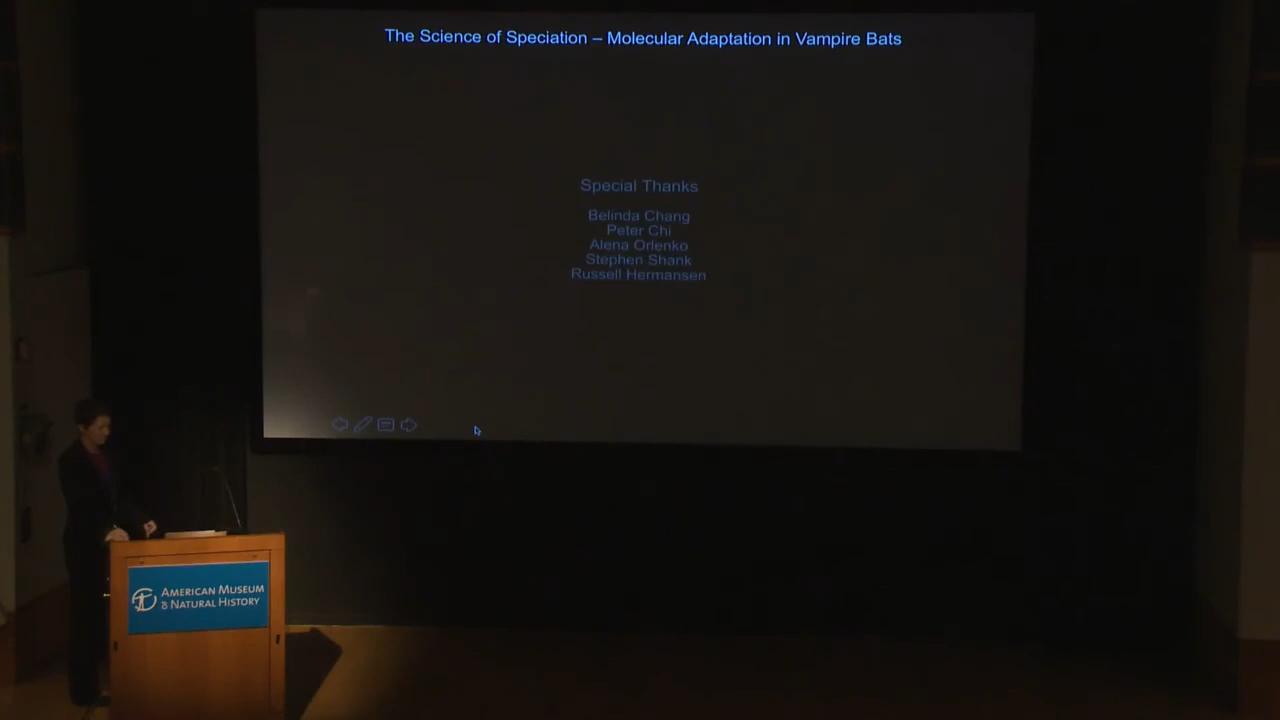 The Science of Speciation – Molecular Adaptation in Vampire Bats
Special Thanks
Belinda Chang
Peter Chi
Alena Orlenko
Stephen Shank
Russell Hermansen
AMERICAN MUSEUM
& NATURAL HISTORY